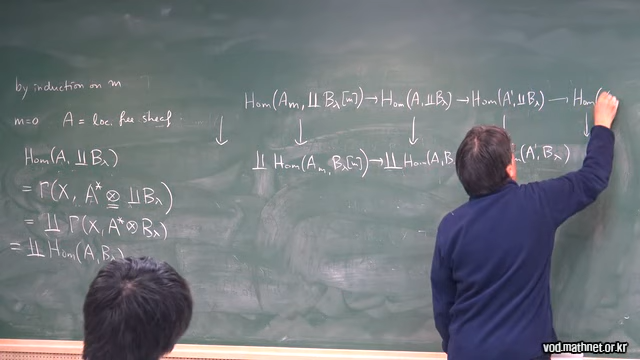 by induction on m
m=0 A = loc. free sheaf
Hom(A, ∐B_λ)
= Γ(X, A* ⊗ ∐B_λ)
= ∐ Γ(X, A* ⊗ B_λ)
= ∐ Hom(A, B_λ)
Hom(A_m, ∐ B_λ[m]) → Hom(A, ∐B_λ) → Hom(A', ∐B_λ) → Hom(
↓ ↓ ↓ ↓
∐ Hom(A_m, B_λ[m]) → ∐ Hom(A, B (A', B_λ)
vod.mathnet.or.kr